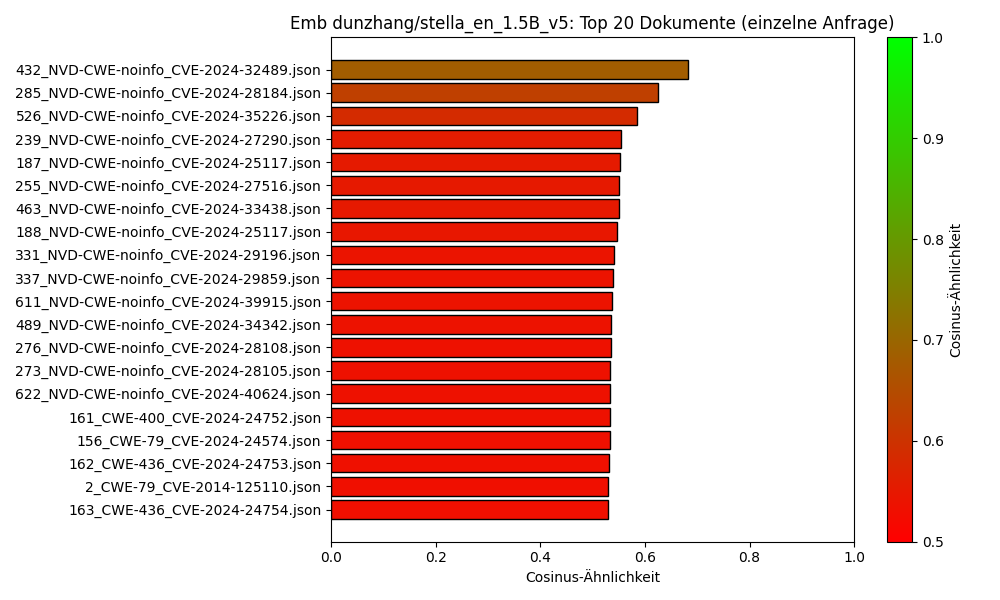 Emb dunzhang/stella_en_1.5B_v5: Top 20 Dokumente (einzelne Anfrage)
432_NVD-CWE-noinfo_CVE-2024-32489.json
285_NVD-CWE-noinfo_CVE-2024-28184.json
526_NVD-CWE-noinfo_CVE-2024-35226.json
239_NVD-CWE-noinfo_CVE-2024-27290.json
187_NVD-CWE-noinfo_CVE-2024-25117.json
255_NVD-CWE-noinfo_CVE-2024-27516.json
463_NVD-CWE-noinfo_CVE-2024-33438.json
188_NVD-CWE-noinfo_CVE-2024-25117.json
331_NVD-CWE-noinfo_CVE-2024-29196.json
337_NVD-CWE-noinfo_CVE-2024-29859.json
611_NVD-CWE-noinfo_CVE-2024-39915.json
489_NVD-CWE-noinfo_CVE-2024-34342.json
276_NVD-CWE-noinfo_CVE-2024-28108.json
273_NVD-CWE-noinfo_CVE-2024-28105.json
622_NVD-CWE-noinfo_CVE-2024-40624.json
161_CWE-400_CVE-2024-24752.json
156_CWE-79_CVE-2024-24574.json
162_CWE-436_CVE-2024-24753.json
2_CWE-79_CVE-2014-125110.json
163_CWE-436_CVE-2024-24754.json
0.0 0.2 0.4 0.6 0.8 1.0
Cosinus-Ähnlichkeit
1.0
0.9
0.8
0.7
0.6
0.5
Cosinus-Ähnlichkeit